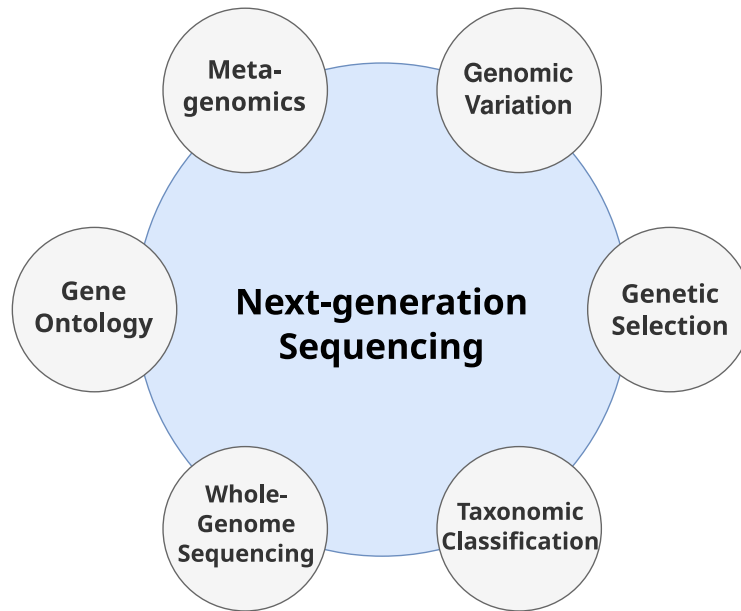 Meta-
genomics
Genomic
Variation
Gene
Ontology
Next-generation
Sequencing
Genetic
Selection
Whole-
Genome
Sequencing
Taxonomic
Classification